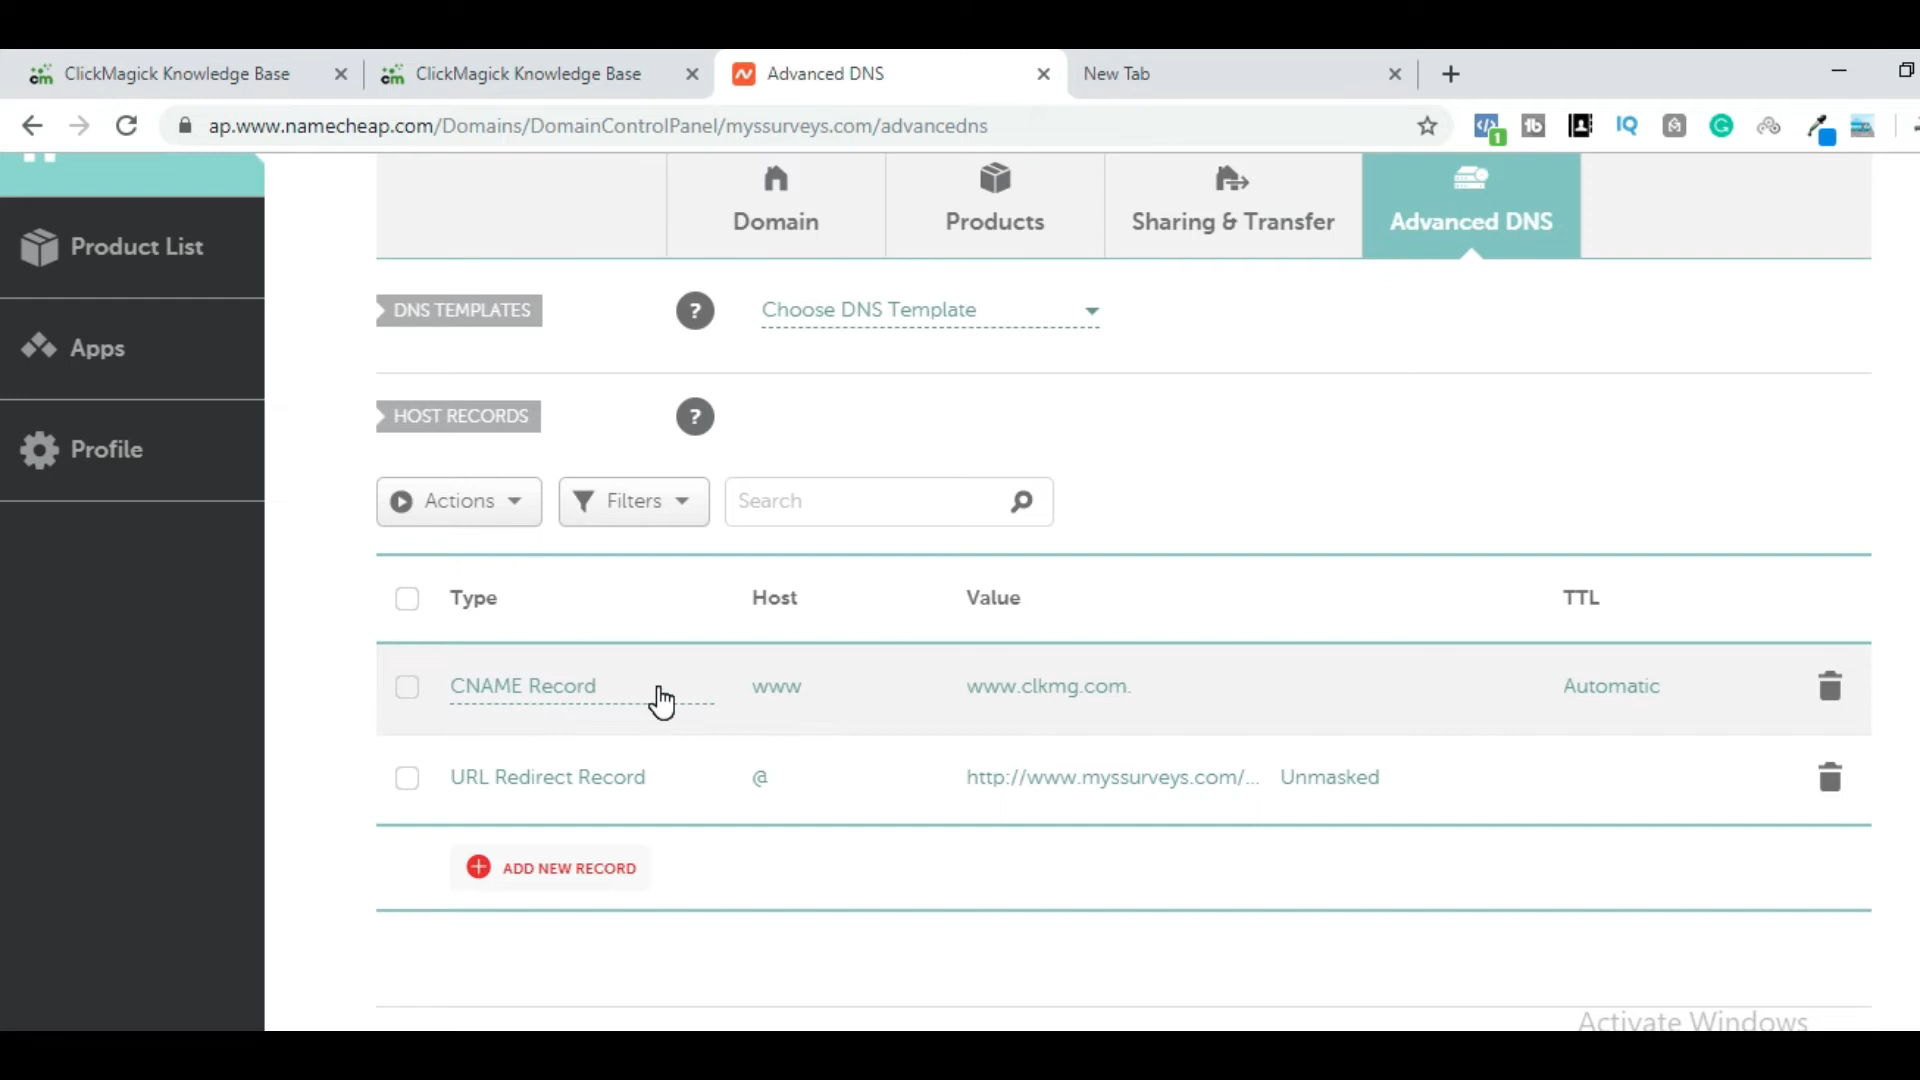 ClickMagick Knowledge Base
ClickMagick Knowledge Base
Advanced DNS
New Tab
ap.www.namecheap.com/Domains/DomainControlPanel/myssurveys.com/advancedns
Domain
Products
Sharing & Transfer
Advanced DNS
Product List
Apps
Profile
DNS TEMPLATES
?
Choose DNS Template
HOST RECORDS
?
Actions
Filters
Search
Type Host Value TTL
CNAME Record www www.clkmg.com. Automatic
URL Redirect Record @ http://www.myssurveys.com/... Unmasked
ADD NEW RECORD
Activate Windows